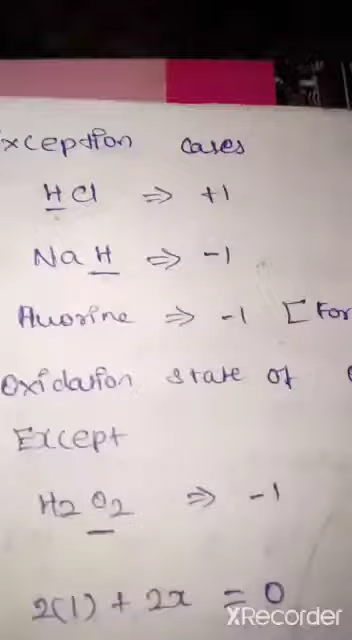 xception cases
HCl ⇒ +1
NaH ⇒ -1
Fluorine ⇒ -1 [For
Oxidation state of
Except
H2O2 ⇒ -1
2(1) + 2x = 0
XRecorder